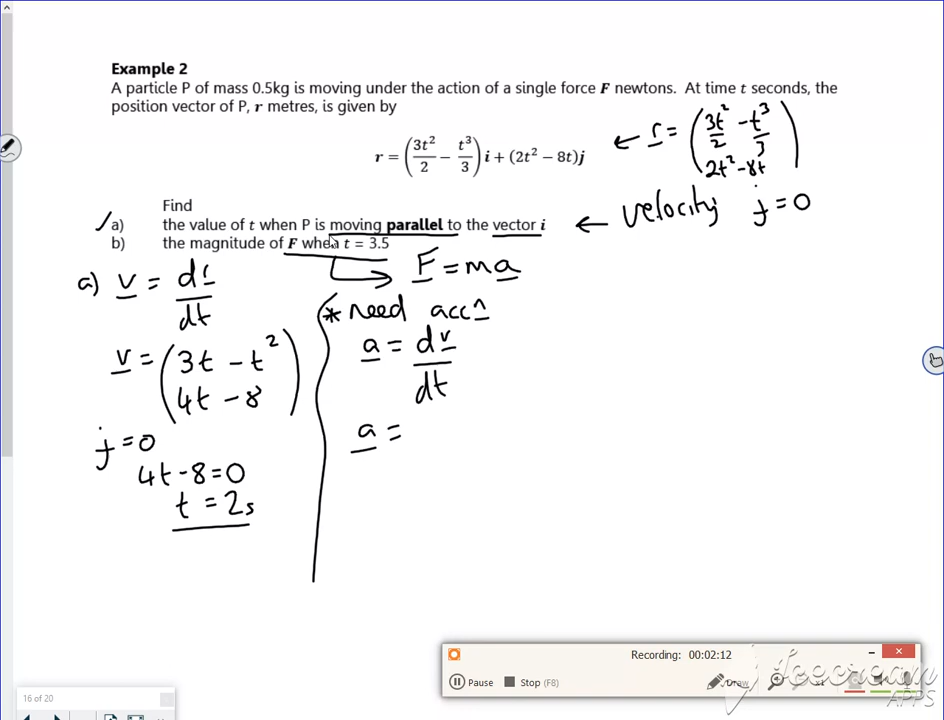 Example 2
A particle P of mass 0.5kg is moving under the action of a single force F newtons. At time t seconds, the
position vector of P, r metres, is given by
r = (3t²/2 − t³/3) i + (2t² − 8t)j
← r = (3t²/2 − t³/3
2t² − 8t)
Find
a) the value of t when P is moving parallel to the vector i
← velocity j = 0
b) the magnitude of F when t = 3.5
F = ma
a) v = dr/dt
v = (3t − t²
4t − 8)
j = 0
4t − 8 = 0
t = 2s
* need accⁿ
a = dv/dt
a =
Recording: 00:02:12
Pause Stop (F8) Draw
Icecream
APPS
16 of 20